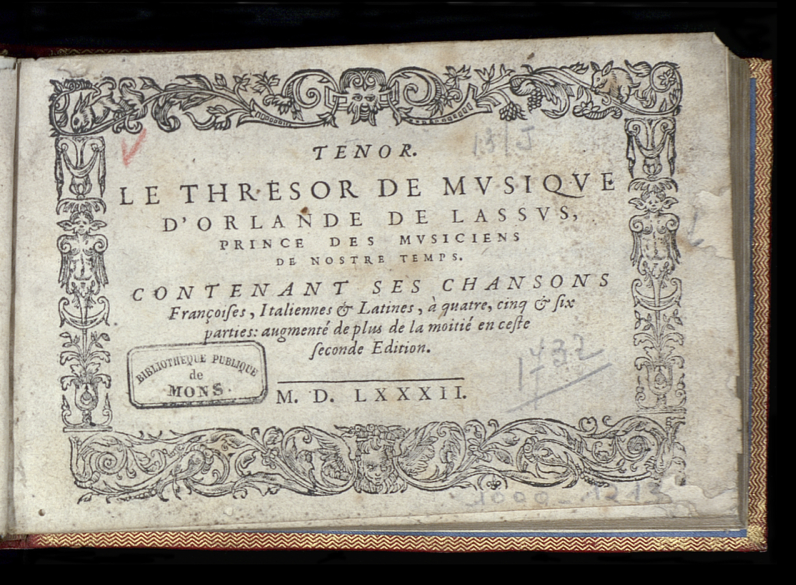 TENOR.
LE THRESOR DE MVSIQVE
D'ORLANDE DE LASSVS,
PRINCE DES MVSICIENS
DE NOSTRE TEMPS.
CONTENANT SES CHANSONS
Françoiſes, Italiennes & Latines, à quatre, cinq & ſix
parties: augmenté de plus de la moitié en ceſte
ſeconde Edition.
BIBLIOTHEQUE PUBLIQUE
de
MONS.
M. D. LXXXII.